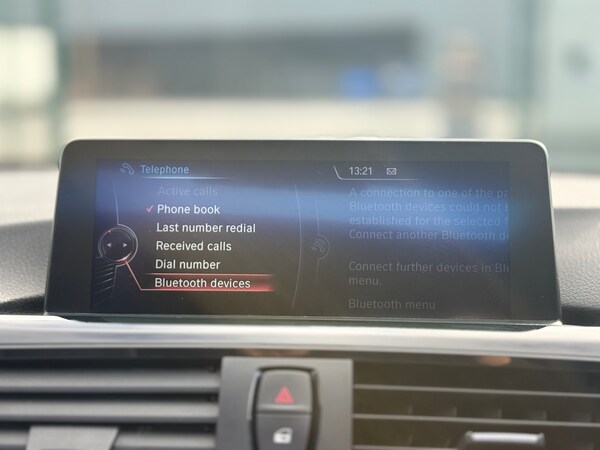 Telephone
13:21
Active calls
Phone book
Last number redial
Received calls
Dial number
Bluetooth devices
A connection to one of the
Bluetooth devices could not
established for the selected
Connect another Bluetooth
Connect further devices in
menu.
Bluetooth menu